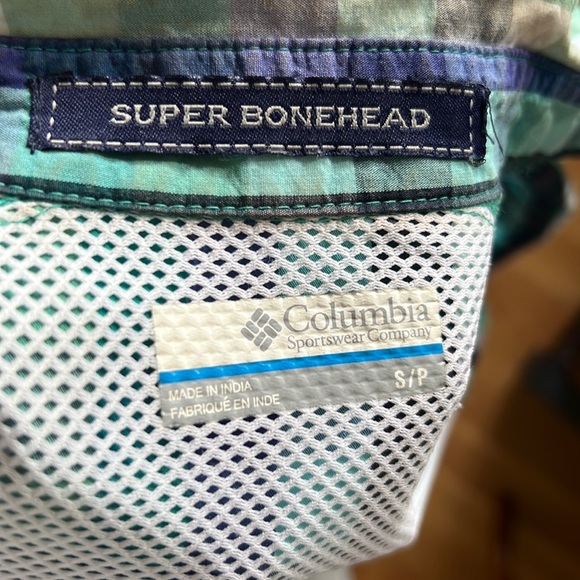 SUPER BONEHEAD
Columbia
Sportswear Company
MADE IN INDIA
FABRIQUÉ EN INDE
S/P